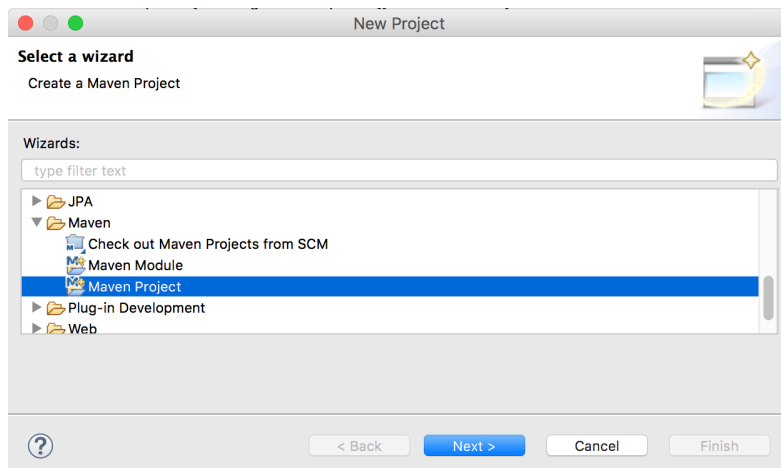 New Project
Select a wizard
Create a Maven Project
Wizards:
type filter text
JPA
Maven
Check out Maven Projects from SCM
Maven Module
Maven Project
Plug-in Development
Web
?
< Back Next > Cancel Finish